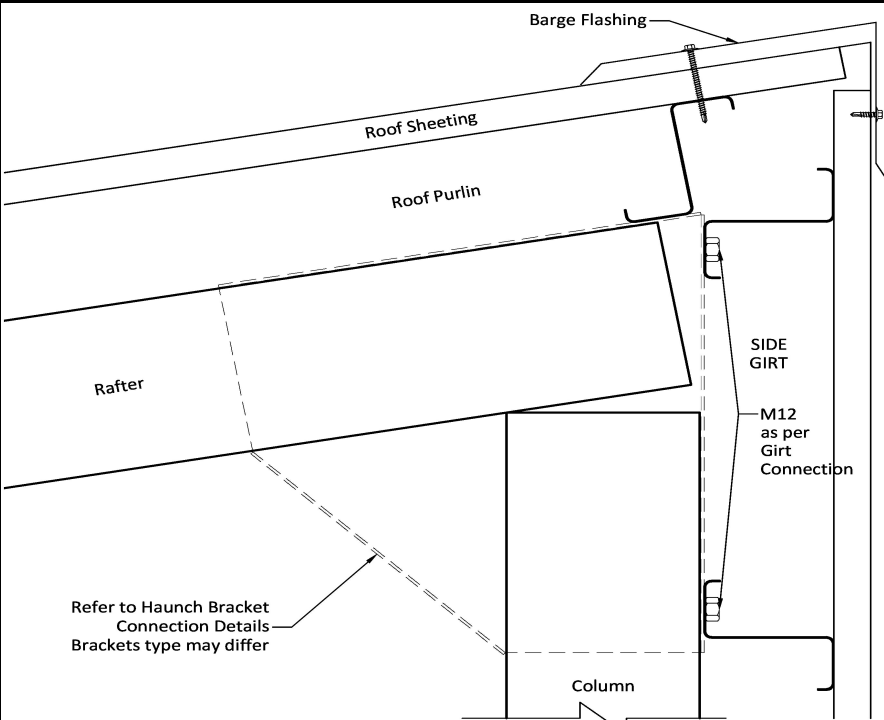 Barge Flashing
Roof Sheeting
Roof Purlin
SIDE
GIRT
Rafter
M12
as per
Girt
Connection
Refer to Haunch Bracket
Connection Details
Brackets type may differ
Column